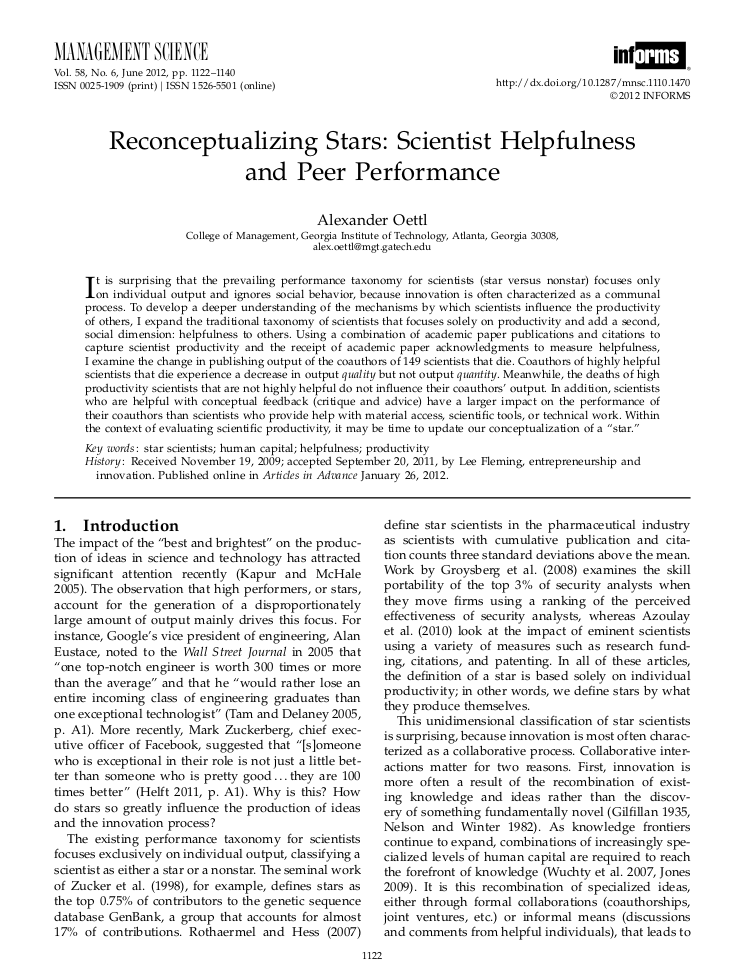 MANAGEMENT SCIENCE
Vol. 58, No. 6, June 2012, pp. 1122–1140
ISSN 0025-1909 (print) | ISSN 1526-5501 (online)
informs®
http://dx.doi.org/10.1287/mnsc.1110.1470
©2012 INFORMS
Reconceptualizing Stars: Scientist Helpfulness
and Peer Performance
Alexander Oettl
College of Management, Georgia Institute of Technology, Atlanta, Georgia 30308,
alex.oettl@mgt.gatech.edu
It is surprising that the prevailing performance taxonomy for scientists (star versus nonstar) focuses only
on individual output and ignores social behavior, because innovation is often characterized as a communal
process. To develop a deeper understanding of the mechanisms by which scientists influence the productivity
of others, I expand the traditional taxonomy of scientists that focuses solely on productivity and add a second,
social dimension: helpfulness to others. Using a combination of academic paper publications and citations to
capture scientist productivity and the receipt of academic paper acknowledgments to measure helpfulness,
I examine the change in publishing output of the coauthors of 149 scientists that die. Coauthors of highly helpful
scientists that die experience a decrease in output quality but not output quantity. Meanwhile, the deaths of high
productivity scientists that are not highly helpful do not influence their coauthors' output. In addition, scientists
who are helpful with conceptual feedback (critique and advice) have a larger impact on the performance of
their coauthors than scientists who provide help with material access, scientific tools, or technical work. Within
the context of evaluating scientific productivity, it may be time to update our conceptualization of a “star.”
Key words: star scientists; human capital; helpfulness; productivity
History: Received November 19, 2009; accepted September 20, 2011, by Lee Fleming, entrepreneurship and
innovation. Published online in Articles in Advance January 26, 2012.
1. Introduction
The impact of the “best and brightest” on the produc-
tion of ideas in science and technology has attracted
significant attention recently (Kapur and McHale
2005). The observation that high performers, or stars,
account for the generation of a disproportionately
large amount of output mainly drives this focus. For
instance, Google's vice president of engineering, Alan
Eustace, noted to the Wall Street Journal in 2005 that
“one top-notch engineer is worth 300 times or more
than the average” and that he “would rather lose an
entire incoming class of engineering graduates than
one exceptional technologist” (Tam and Delaney 2005,
p. A1). More recently, Mark Zuckerberg, chief exec-
utive officer of Facebook, suggested that “[s]omeone
who is exceptional in their role is not just a little bet-
ter than someone who is pretty good...they are 100
times better” (Helft 2011, p. A1). Why is this? How
do stars so greatly influence the production of ideas
and the innovation process?
The existing performance taxonomy for scientists
focuses exclusively on individual output, classifying a
scientist as either a star or a nonstar. The seminal work
of Zucker et al. (1998), for example, defines stars as
the top 0.75% of contributors to the genetic sequence
database GenBank, a group that accounts for almost
17% of contributions. Rothaermel and Hess (2007)
define star scientists in the pharmaceutical industry
as scientists with cumulative publication and cita-
tion counts three standard deviations above the mean.
Work by Groysberg et al. (2008) examines the skill
portability of the top 3% of security analysts when
they move firms using a ranking of the perceived
effectiveness of security analysts, whereas Azoulay
et al. (2010) look at the impact of eminent scientists
using a variety of measures such as research fund-
ing, citations, and patenting. In all of these articles,
the definition of a star is based solely on individual
productivity; in other words, we define stars by what
they produce themselves.
This unidimensional classification of star scientists
is surprising, because innovation is most often charac-
terized as a collaborative process. Collaborative inter-
actions matter for two reasons. First, innovation is
more often a result of the recombination of exist-
ing knowledge and ideas rather than the discov-
ery of something fundamentally novel (Gilfillan 1935,
Nelson and Winter 1982). As knowledge frontiers
continue to expand, combinations of increasingly spe-
cialized levels of human capital are required to reach
the forefront of knowledge (Wuchty et al. 2007, Jones
2009). It is this recombination of specialized ideas,
either through formal collaborations (coauthorships,
joint ventures, etc.) or informal means (discussions
and comments from helpful individuals), that leads to
1122